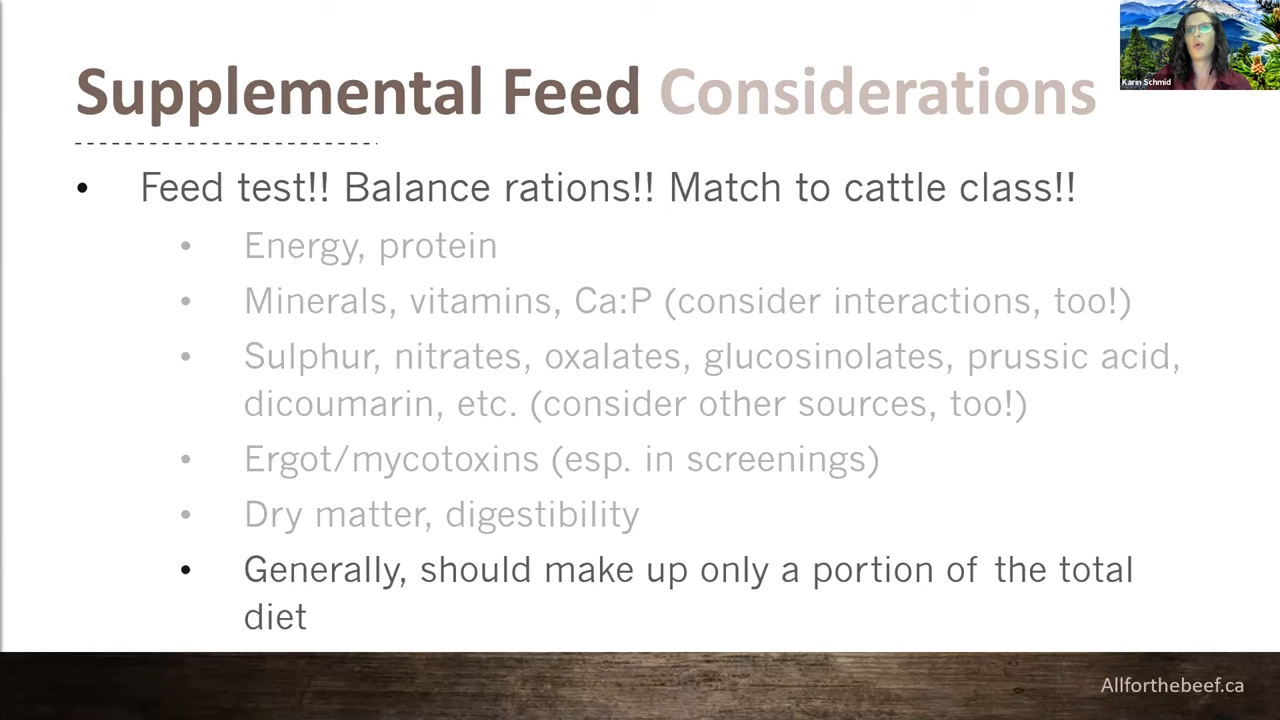 Karin Schmid
Supplemental Feed Considerations
• Feed test!! Balance rations!! Match to cattle class!!
• Energy, protein
• Minerals, vitamins, Ca:P (consider interactions, too!)
• Sulphur, nitrates, oxalates, glucosinolates, prussic acid,
dicoumarin, etc. (consider other sources, too!)
• Ergot/mycotoxins (esp. in screenings)
• Dry matter, digestibility
• Generally, should make up only a portion of the total
diet
Allforthebeef.ca